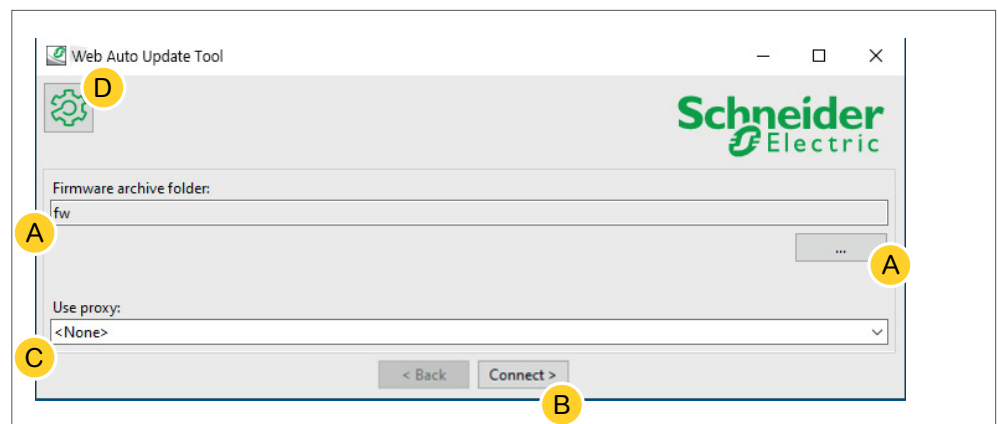 Web Auto Update Tool
D
Schneider
Electric
Firmware archive folder:
fw
A
...
A
Use proxy:
<None>
C
< Back Connect >
B